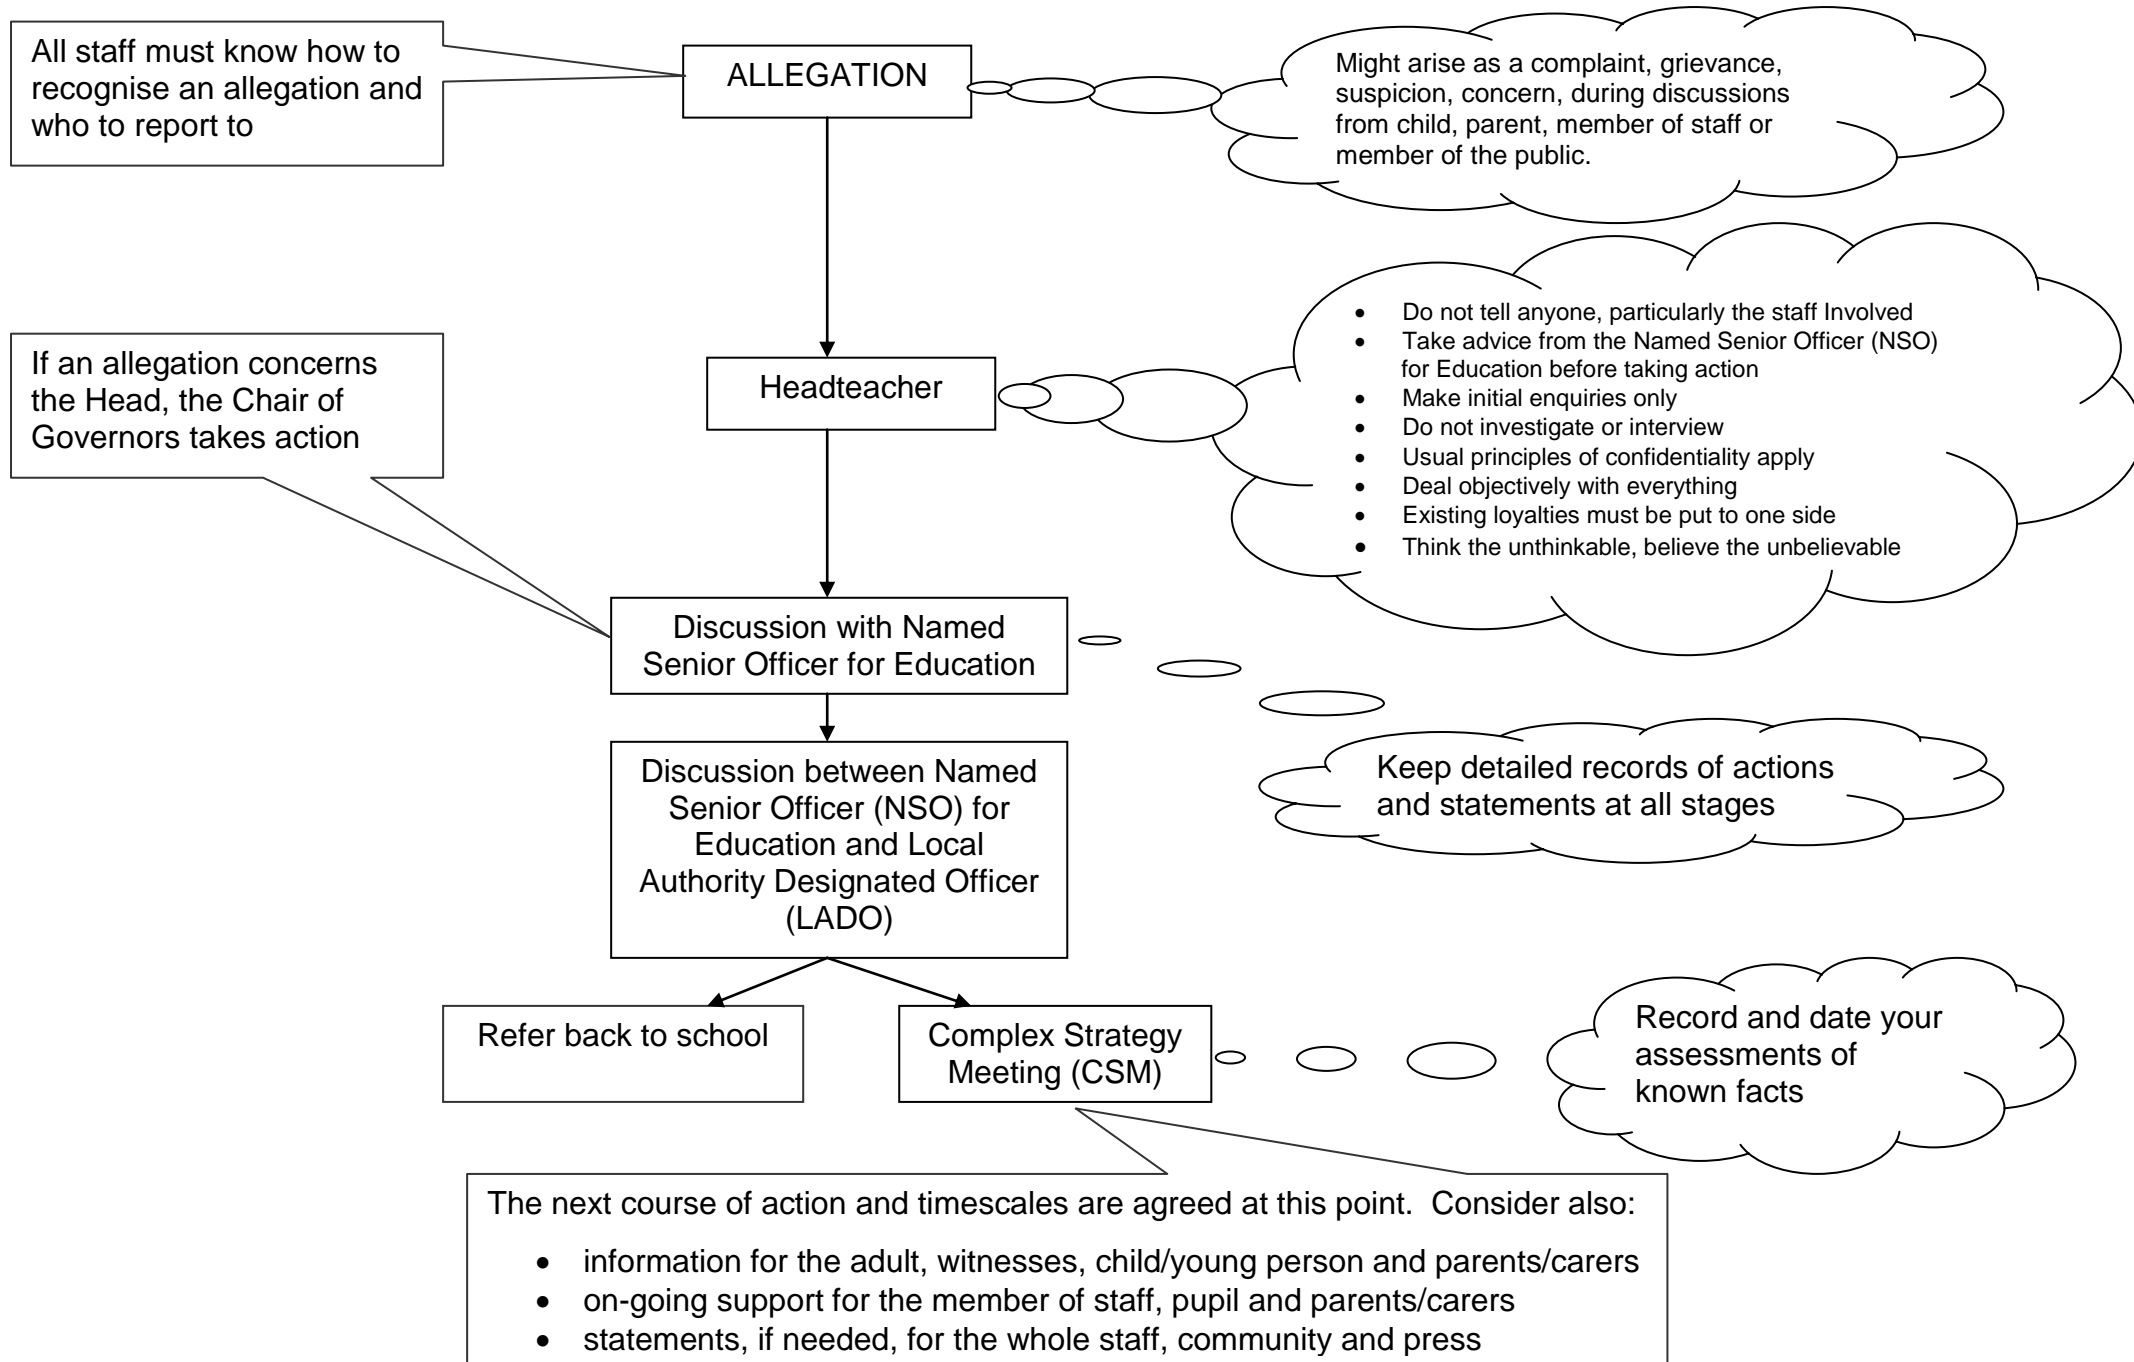 All staff must know how to
recognise an allegation and
who to report to
ALLEGATION
Might arise as a complaint, grievance,
suspicion, concern, during discussions
from child, parent, member of staff or
member of the public.
If an allegation concerns
the Head, the Chair of
Governors takes action
Headteacher
• Do not tell anyone, particularly the staff Involved
• Take advice from the Named Senior Officer (NSO)
for Education before taking action
• Make initial enquiries only
• Do not investigate or interview
• Usual principles of confidentiality apply
• Deal objectively with everything
• Existing loyalties must be put to one side
• Think the unthinkable, believe the unbelievable
Discussion with Named
Senior Officer for Education
Discussion between Named
Senior Officer (NSO) for
Education and Local
Authority Designated Officer
(LADO)
Keep detailed records of actions
and statements at all stages
Refer back to school
Complex Strategy
Meeting (CSM)
Record and date your
assessments of
known facts
The next course of action and timescales are agreed at this point.  Consider also:
• information for the adult, witnesses, child/young person and parents/carers
• on-going support for the member of staff, pupil and parents/carers
• statements, if needed, for the whole staff, community and press